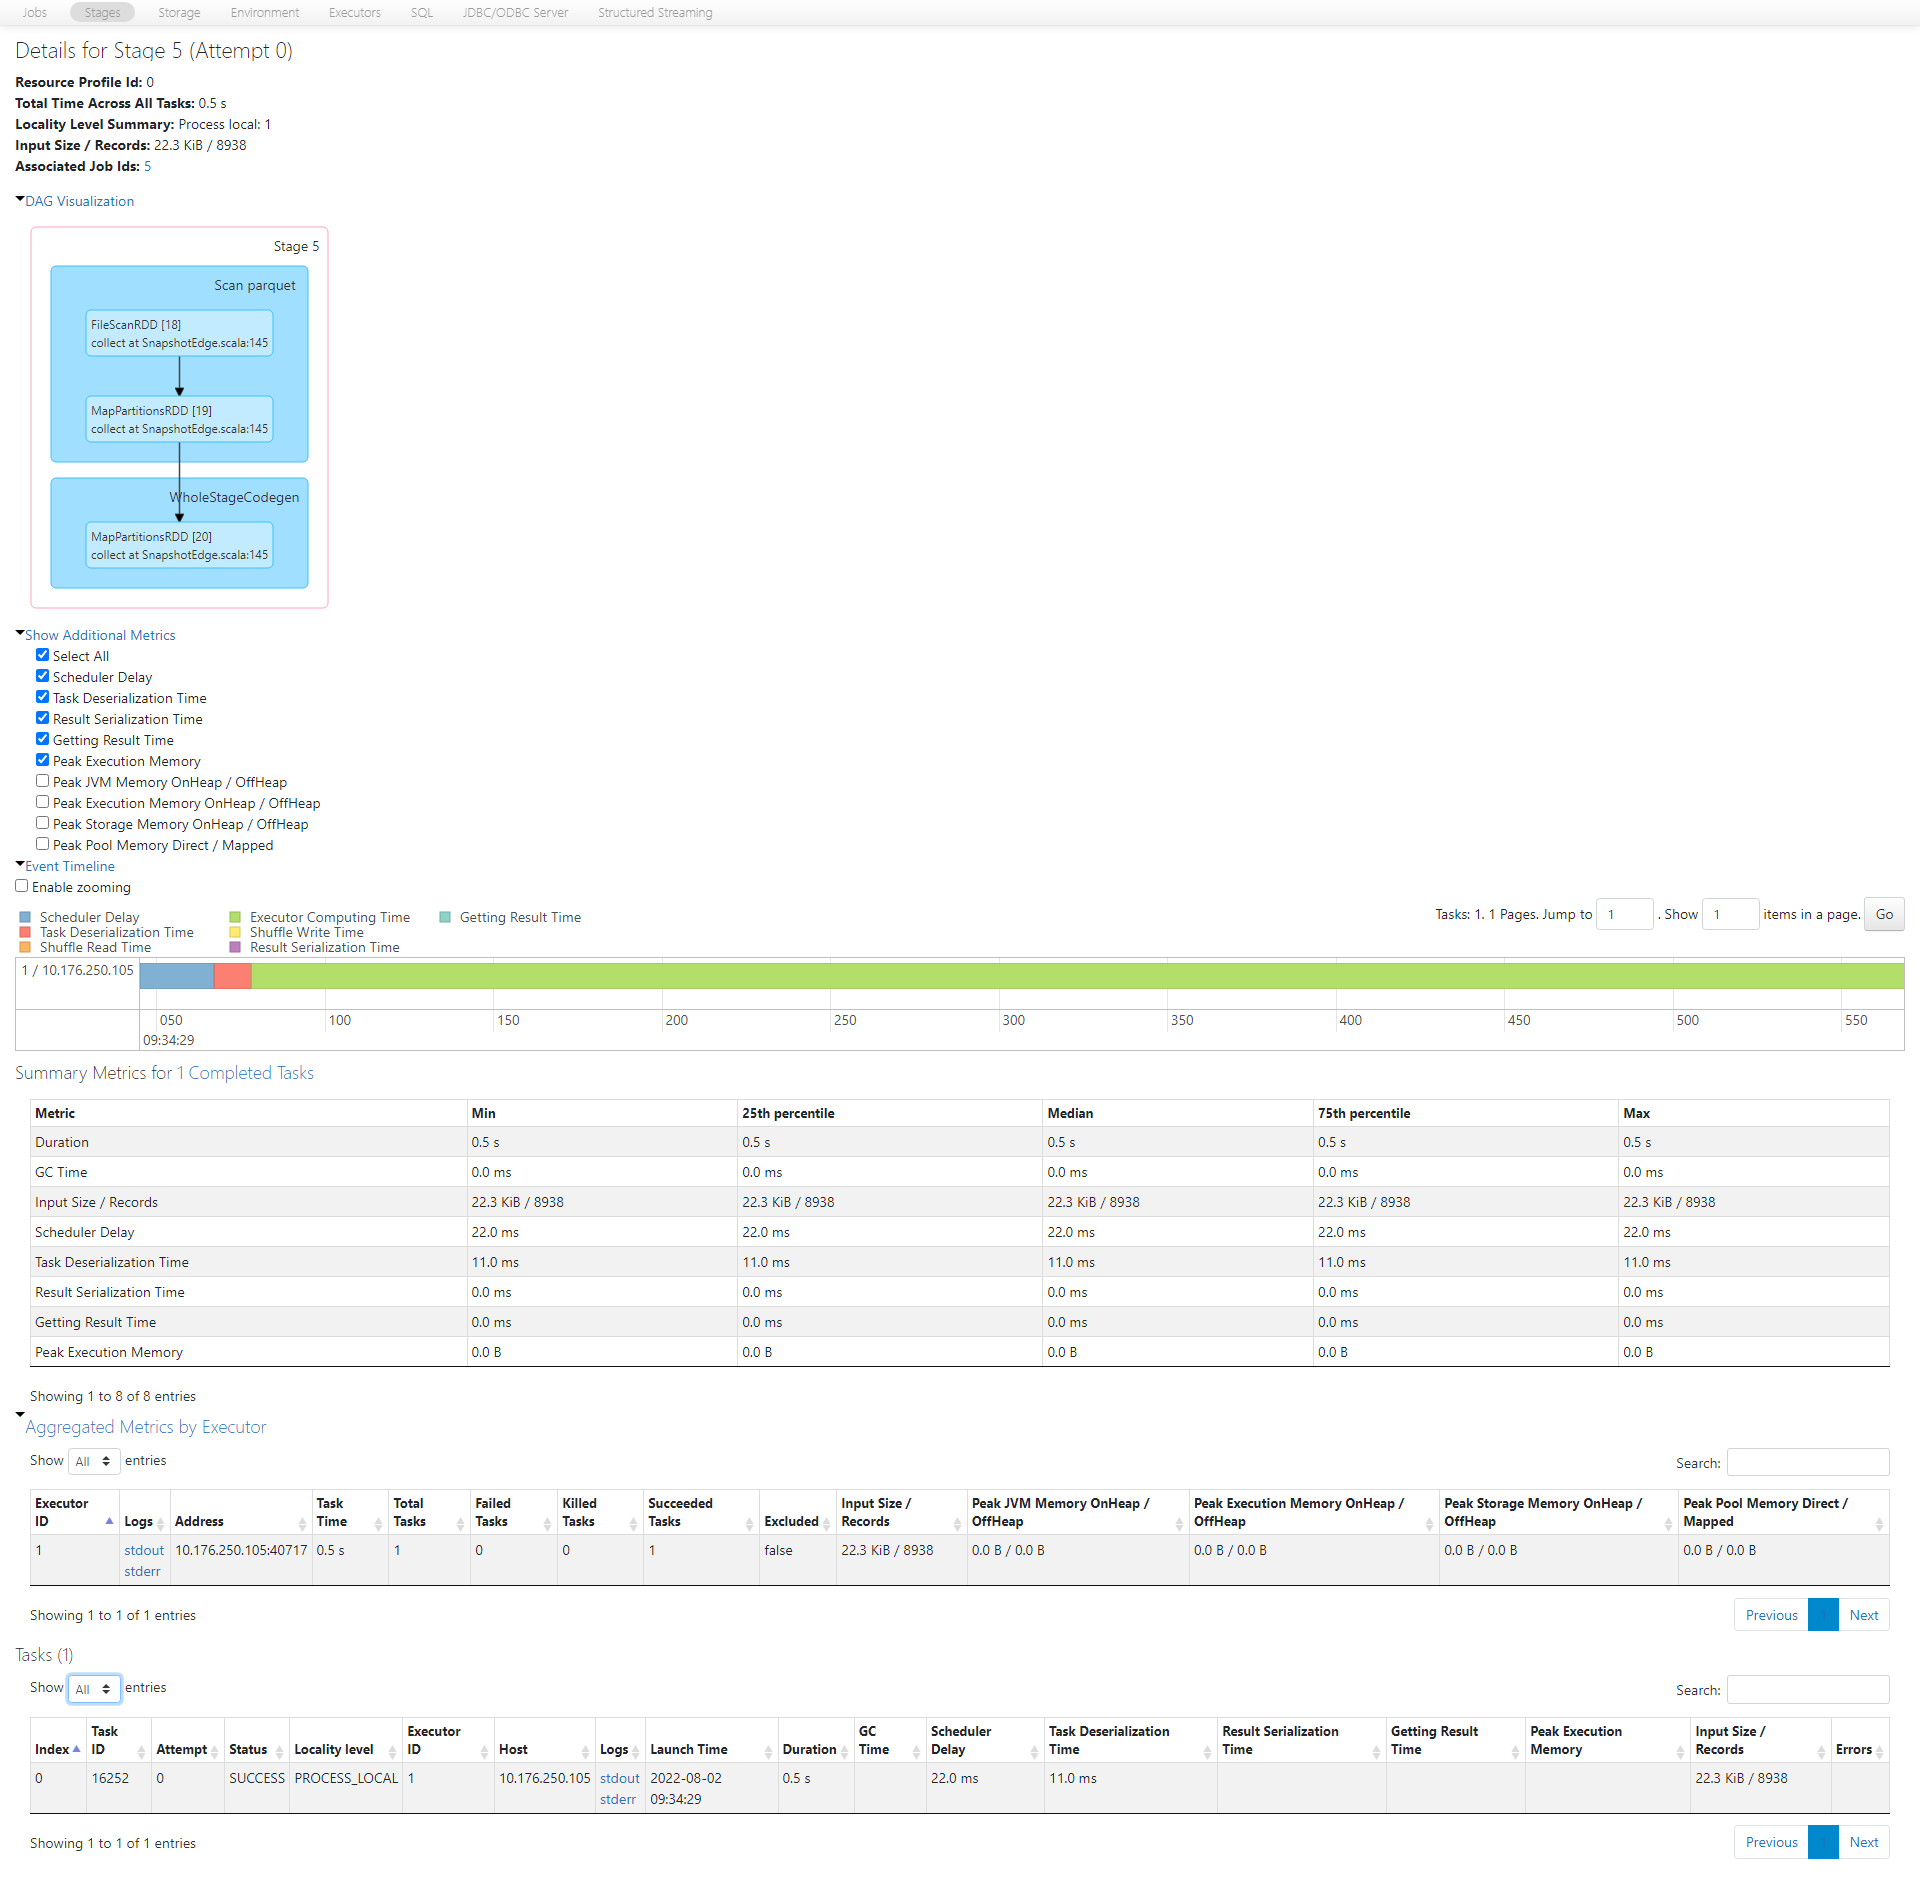 Jobs Stages Storage Environment Executors SQL JDBC/ODBC Server Structured Streaming
Details for Stage 5 (Attempt 0)
Resource Profile Id: 0
Total Time Across All Tasks: 0.5 s
Locality Level Summary: Process local: 1
Input Size / Records: 22.3 KiB / 8938
Associated Job Ids: 5
DAG Visualization
Stage 5
Scan parquet
FileScanRDD [18]
collect at SnapshotEdge.scala:145
MapPartitionsRDD [19]
collect at SnapshotEdge.scala:145
WholeStageCodegen
MapPartitionsRDD [20]
collect at SnapshotEdge.scala:145
Show Additional Metrics
Select All
Scheduler Delay
Task Deserialization Time
Result Serialization Time
Getting Result Time
Peak Execution Memory
Peak JVM Memory OnHeap / OffHeap
Peak Execution Memory OnHeap / OffHeap
Peak Storage Memory OnHeap / OffHeap
Peak Pool Memory Direct / Mapped
Event Timeline
Enable zooming
Scheduler Delay Executor Computing Time Getting Result Time
Task Deserialization Time Shuffle Write Time
Shuffle Read Time Result Serialization Time
Tasks: 1. 1 Pages. Jump to 1 . Show 1 items in a page. Go
1 / 10.176.250.105
050 100 150 200 250 300 350 400 450 500 550
09:34:29
Summary Metrics for 1 Completed Tasks
Metric Min 25th percentile Median 75th percentile Max
Duration 0.5 s 0.5 s 0.5 s 0.5 s 0.5 s
GC Time 0.0 ms 0.0 ms 0.0 ms 0.0 ms 0.0 ms
Input Size / Records 22.3 KiB / 8938 22.3 KiB / 8938 22.3 KiB / 8938 22.3 KiB / 8938 22.3 KiB / 8938
Scheduler Delay 22.0 ms 22.0 ms 22.0 ms 22.0 ms 22.0 ms
Task Deserialization Time 11.0 ms 11.0 ms 11.0 ms 11.0 ms 11.0 ms
Result Serialization Time 0.0 ms 0.0 ms 0.0 ms 0.0 ms 0.0 ms
Getting Result Time 0.0 ms 0.0 ms 0.0 ms 0.0 ms 0.0 ms
Peak Execution Memory 0.0 B 0.0 B 0.0 B 0.0 B 0.0 B
Showing 1 to 8 of 8 entries
Aggregated Metrics by Executor
Show All entries Search:
Executor ID Logs Address Task Time Total Tasks Failed Tasks Killed Tasks Succeeded Tasks Excluded Input Size / Records Peak JVM Memory OnHeap / OffHeap Peak Execution Memory OnHeap / OffHeap Peak Storage Memory OnHeap / OffHeap Peak Pool Memory Direct / Mapped
1 stdout 10.176.250.105:40717 0.5 s 1 0 0 1 false 22.3 KiB / 8938 0.0 B / 0.0 B 0.0 B / 0.0 B 0.0 B / 0.0 B 0.0 B / 0.0 B
stderr
Showing 1 to 1 of 1 entries Previous Next
Tasks (1)
Show All entries Search:
Index Task ID Attempt Status Locality level Executor ID Host Logs Launch Time Duration GC Time Scheduler Delay Task Deserialization Time Result Serialization Time Getting Result Time Peak Execution Memory Input Size / Records Errors
0 16252 0 SUCCESS PROCESS_LOCAL 1 10.176.250.105 stdout 2022-08-02 0.5 s 22.0 ms 11.0 ms 22.3 KiB / 8938
stderr 09:34:29
Showing 1 to 1 of 1 entries Previous Next